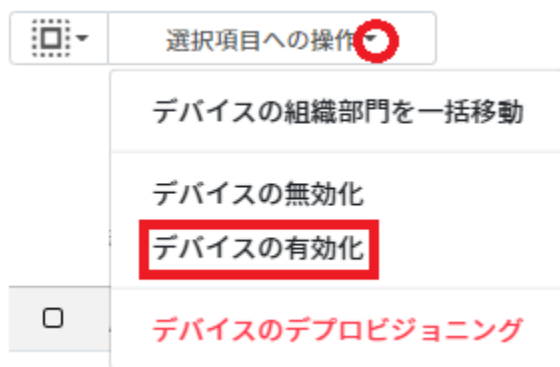 選択項目への操作
デバイスの組織部門を一括移動
デバイスの無効化
デバイスの有効化
デバイスのデプロビジョニング